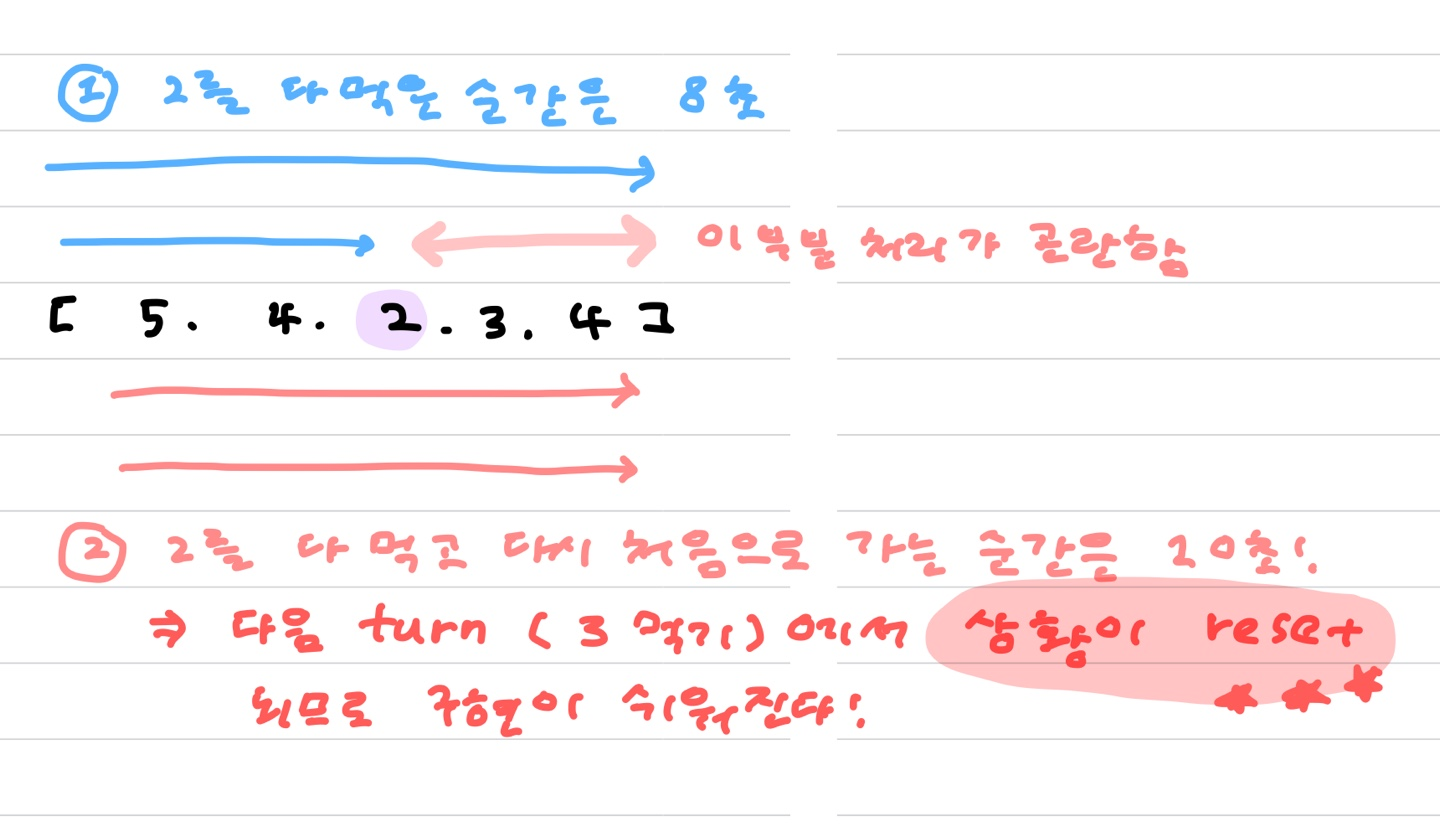 ① 2를 다 먹은 순간은 8초
이 부분 처리가 곤란함
[ 5. 4. 2. 3. 4 ]
② 2를 다 먹고 다시 처음으로 가는 순간은 10초!
⇒ 다음 turn ( 3 먹기 ) 에서 상황이 reset
되므로 구현이 쉬워진다!